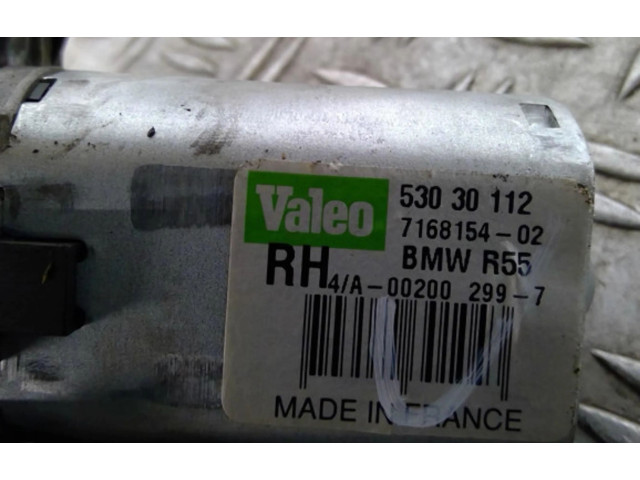 Valeo 530 30 112
7168154-02
RH BMW R55
4/A-00200 299-7
MADE IN FRANCE